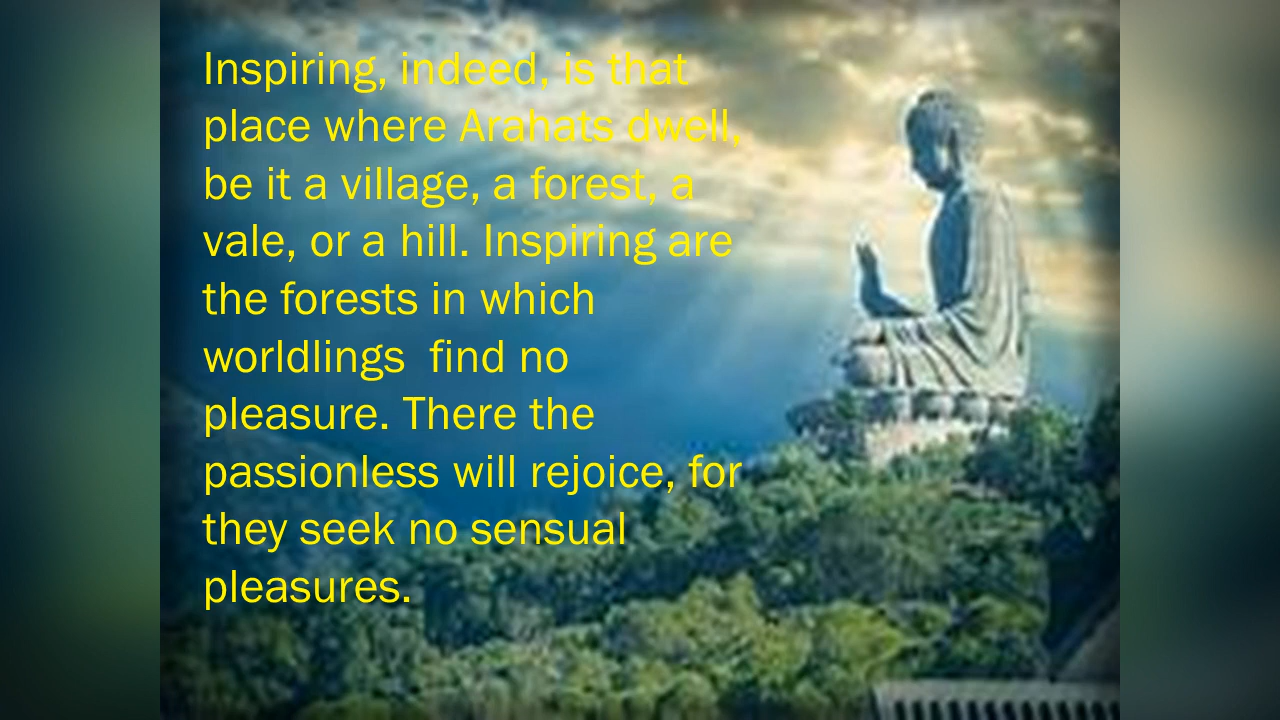 Inspiring, indeed, is that
place where Arahats dwell,
be it a village, a forest, a
vale, or a hill. Inspiring are
the forests in which
worldlings  find no
pleasure. There the
passionless will rejoice, for
they seek no sensual
pleasures.